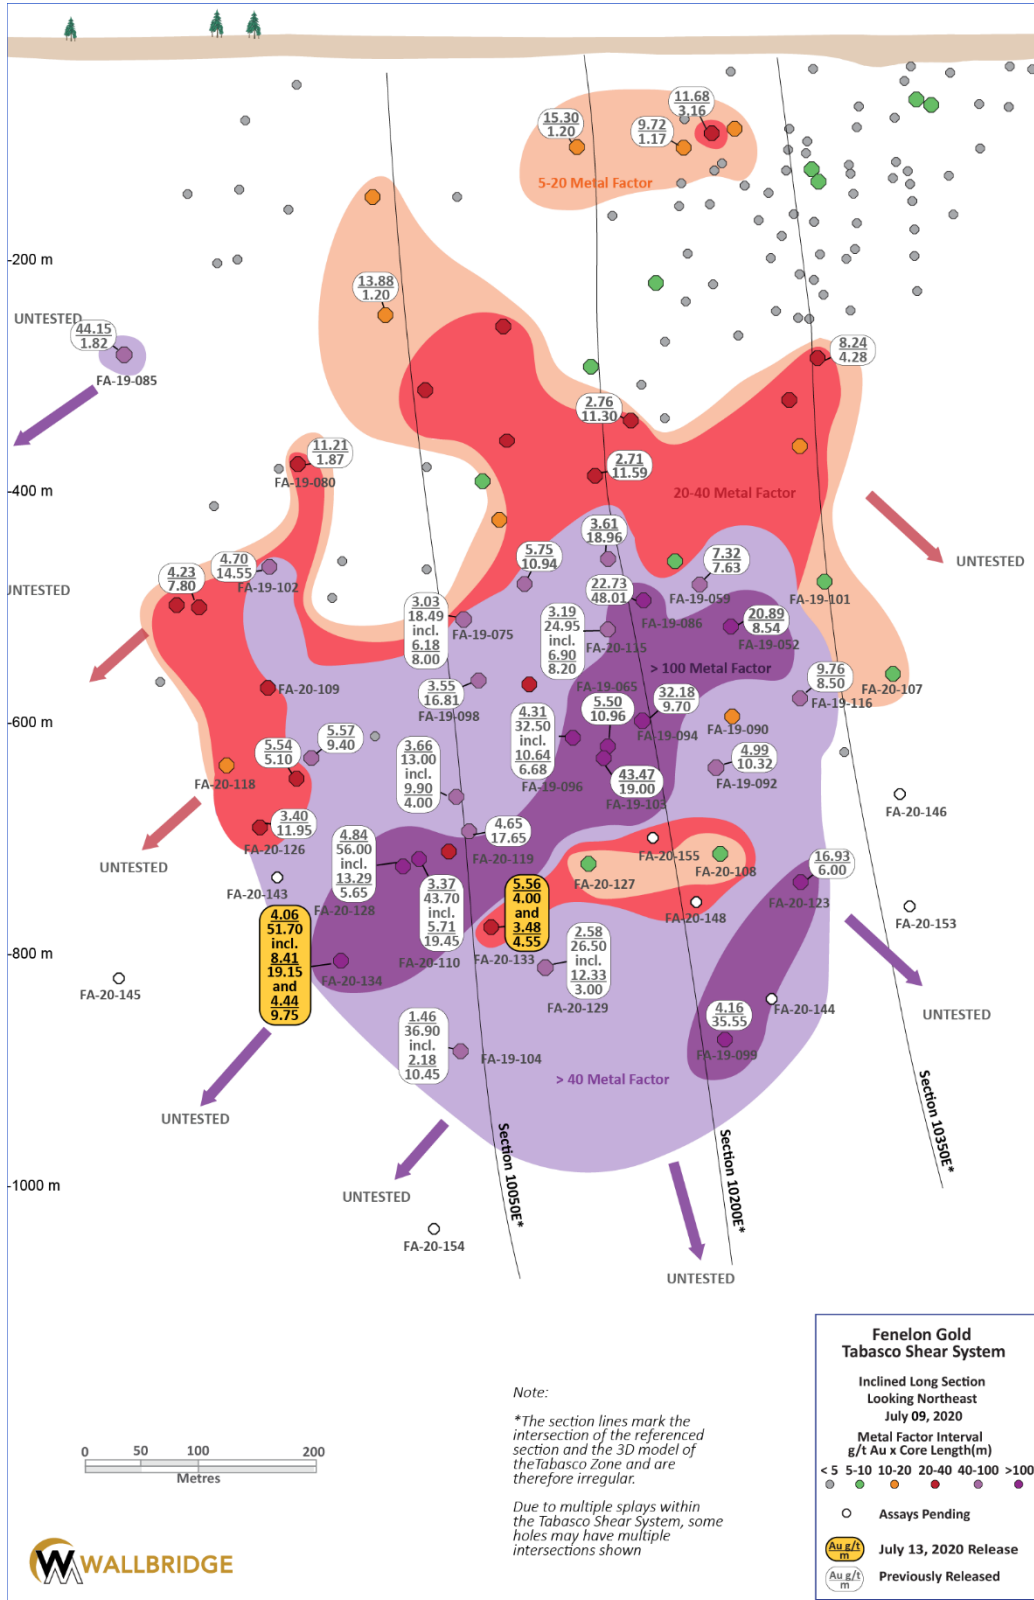 11.68
3.16
15.30
1.20
9.72
1.17
5-20 Metal Factor
-200 m
13.88
1.20
UNTESTED
44.15
1.82
FA-19-085
8.24
4.28
2.76
11.30
11.21
1.87
FA-19-080
2.71
11.59
-400 m
20-40 Metal Factor
3.61
18.96
UNTESTED
4.70
14.55
FA-19-102
5.75
10.94
7.32
7.63
FA-19-059
4.23
7.80
UNTESTED
22.73
48.01
FA-19-086
FA-19-101
3.03
18.49
incl.
6.18
8.00
FA-19-075
3.19
24.95
incl.
6.90
8.20
FA-20-115
20.89
8.54
FA-19-052
> 100 Metal Factor
FA-20-109
3.55
16.81
FA-19-098
FA-19-065
5.50
10.96
32.18
9.70
FA-19-094
9.76
8.50
FA-19-116
FA-20-107
-600 m
5.57
9.40
5.54
5.10
FA-20-118
3.66
13.00
incl.
9.90
4.00
4.31
32.50
incl.
10.64
6.68
FA-19-096
43.47
19.00
FA-19-103
FA-19-090
4.99
10.32
FA-19-092
FA-20-146
3.40
11.95
FA-20-126
UNTESTED
4.65
17.65
FA-20-119
FA-20-155
FA-20-108
FA-20-127
16.93
6.00
FA-20-123
FA-20-143
4.84
56.00
incl.
13.29
5.65
FA-20-128
3.37
43.70
incl.
5.71
19.45
FA-20-110
5.56
4.00
and
3.48
4.55
FA-20-133
FA-20-148
FA-20-153
-800 m
4.06
51.70
incl.
8.41
19.15
and
4.44
9.75
FA-20-134
2.58
26.50
incl.
12.33
3.00
FA-20-129
FA-20-145
FA-20-144
UNTESTED
1.46
36.90
incl.
2.18
10.45
FA-19-104
4.16
35.55
FA-19-099
> 40 Metal Factor
UNTESTED
Section 10050E*
Section 10200E*
Section 10350E*
-1000 m
UNTESTED
FA-20-154
UNTESTED
Fenelon Gold
Tabasco Shear System
Inclined Long Section
Looking Northeast
July 09, 2020
Metal Factor Interval
g/t Au x Core Length(m)
< 5 5-10 10-20 20-40 40-100 >100
Assays Pending
Au g/t
m
July 13, 2020 Release
Au g/t
m
Previously Released
Note:
*The section lines mark the
intersection of the referenced
section and the 3D model of
theTabasco Zone and are
therefore irregular.
Due to multiple splays within
the Tabasco Shear System, some
holes may have multiple
intersections shown
0 50 100 200
Metres
WALLBRIDGE